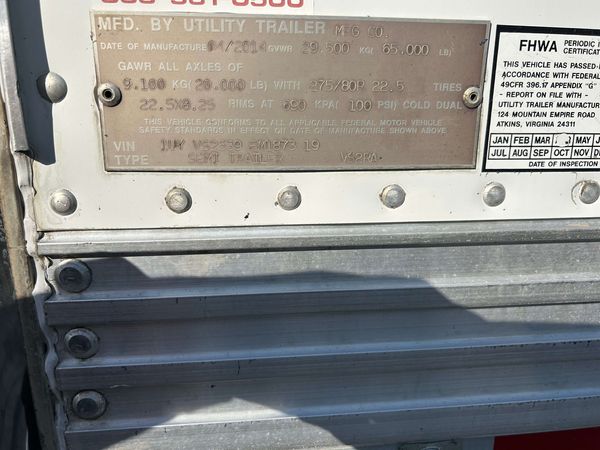 MFD. BY UTILITY TRAILER MFG CO.
DATE OF MANUFACTURE 04/2014 GVWR 29.500 KG( 65.000 LB)
GAWR ALL AXLES OF
9.100 KG(20.000 LB) WITH 275/80R 22.5 TIRES
22.5X8.25 RIMS AT 690 KPA( 100 PSI) COLD DUAL
THIS VEHICLE CONFORMS TO ALL APPLICABLE FEDERAL MOTOR VEHICLE
SAFETY STANDARDS IN EFFECT ON DATE OF MANUFACTURE SHOWN ABOVE
VIN 19
TYPE SEMI TRAILER VS2RA
FHWA PERIODIC
THIS VEHICLE HAS PASSED
ACCORDANCE WITH FEDERAL
49CFR 396.17 APPENDIX "G"
- REPORT ON FILE WITH:
UTILITY TRAILER MANUFACTUR
124 MOUNTAIN EMPIRE ROAD
ATKINS, VIRGINIA 24311
JAN FEB MAR
JUL AUG SEP OCT NOV
DATE OF INSPECTION